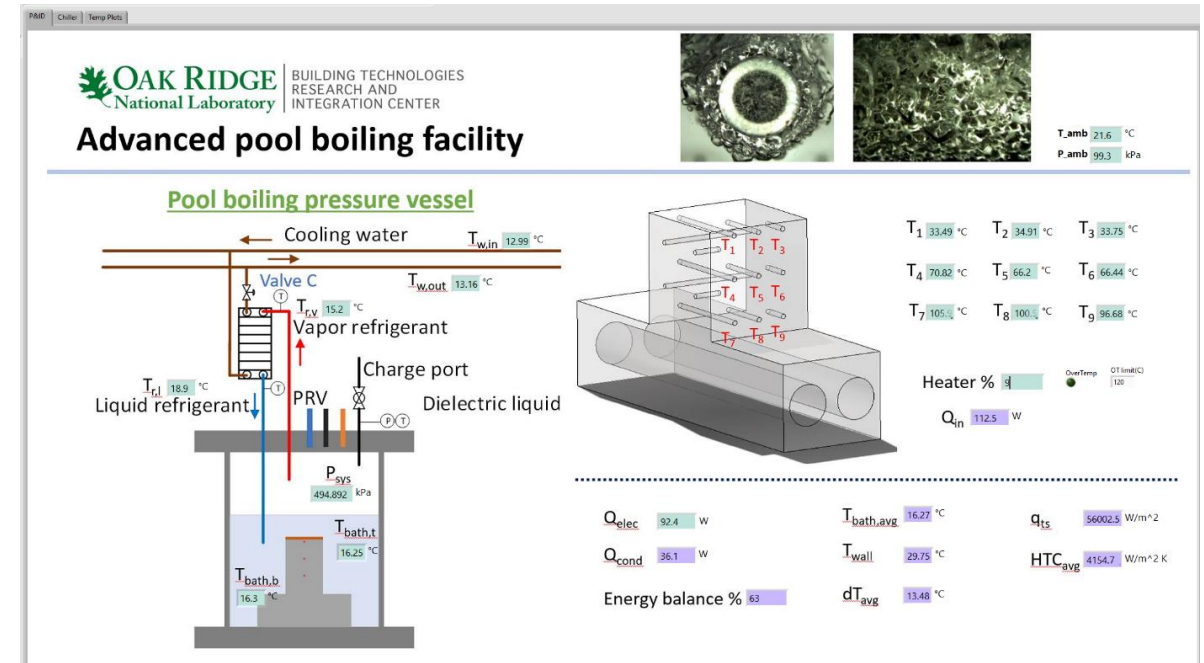 P&ID Chiller Temp Plots
OAK RIDGE
National Laboratory
BUILDING TECHNOLOGIES
RESEARCH AND
INTEGRATION CENTER
Advanced pool boiling facility
T_amb 21.6 °C
P_amb 99.3 kPa
Pool boiling pressure vessel
Cooling water
Tw,in 12.99 °C
Tw,out 13.16 °C
Valve C
T
Tr,v 15.2 °C
Vapor refrigerant
Charge port
Tr,l 18.9 °C
T
Liquid refrigerant
PRV
Dielectric liquid
P T
Psys
494.892 kPa
Tbath,t
16.25 °C
Tbath,b
16.3 °C
T1 T2 T3
T4 T5 T6
T7 T8 T9
T1 33.49 °C T2 34.91 °C T3 33.75 °C
T4 70.82 °C T5 66.2 °C T6 66.44 °C
T7 °C T8 °C T9 96.68 °C
Heater % 9 OverTemp OT limit(C)
120
Qin 112.5 W
Qelec 92.4 W
Qcond 36.1 W
Energy balance % 63
Tbath,avg 16.27 °C
Twall 29.75 °C
dTavg 13.48 °C
qts 56002.5 W/m^2
HTCavg 4154.7 W/m^2 K